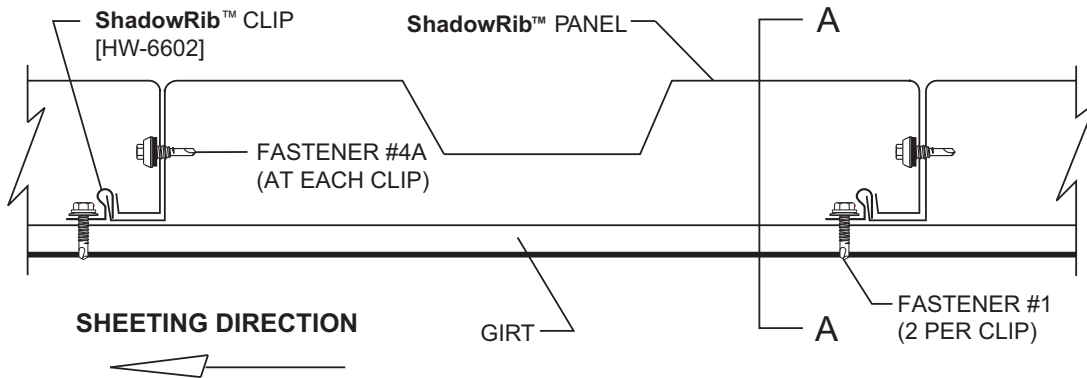 ShadowRib™ CLIP
[HW-6602]
ShadowRib™ PANEL
A
FASTENER #4A
(AT EACH CLIP)
SHEETING DIRECTION
GIRT
A
FASTENER #1
(2 PER CLIP)